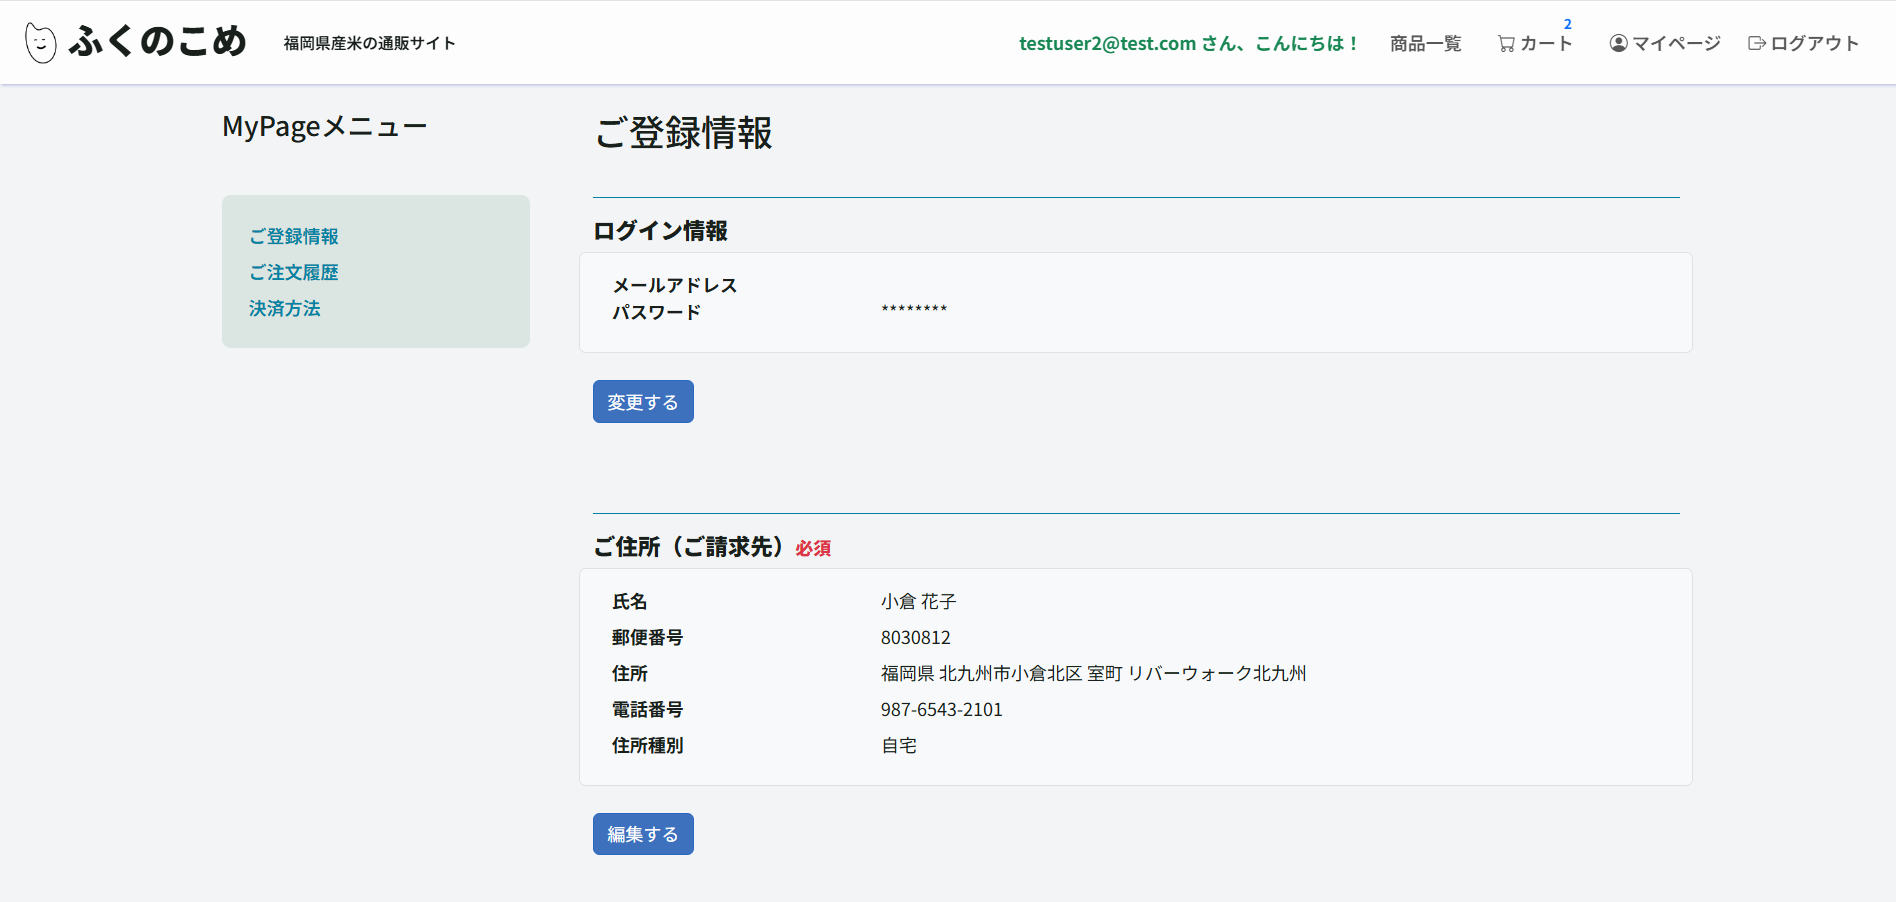 ふくのこめ 福岡県産米の通販サイト testuser2@test.com さん、こんにちは! 商品一覧 カート 2 マイページ ログアウト
MyPageメニュー
ご登録情報
ご注文履歴
決済方法
ご登録情報
ログイン情報
メールアドレス
パスワード ********
変更する
ご住所(ご請求先) 必須
氏名 小倉 花子
郵便番号 8030812
住所 福岡県 北九州市小倉北区 室町 リバーウォーク北九州
電話番号 987-6543-2101
住所種別 自宅
編集する